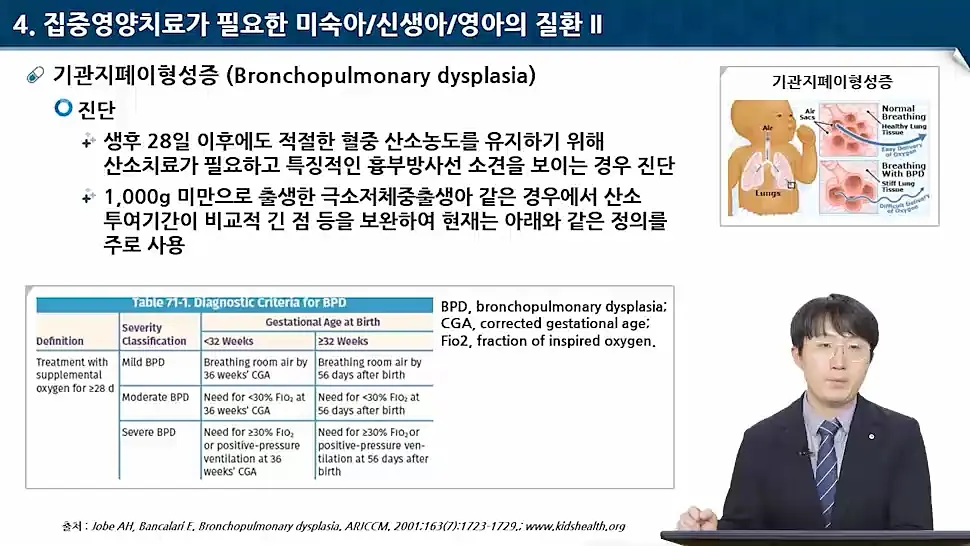 4. 집중영양치료가 필요한 미숙아/신생아/영아의 질환 II
기관지폐이형성증 (Bronchopulmonary dysplasia)
진단
생후 28일 이후에도 적절한 혈중 산소농도를 유지하기 위해
산소치료가 필요하고 특징적인 흉부방사선 소견을 보이는 경우 진단
1,000g 미만으로 출생한 극소저체중출생아 같은 경우에서 산소
투여기간이 비교적 긴 점 등을 보완하여 현재는 아래와 같은 정의를
주로 사용
기관지폐이형성증
Air
Sacs
Normal
Breathing
Healthy Lung
Tissue
Easy Delivery
of Oxygen
Air
Lungs
Breathing
With BPD
Stiff Lung
Tissue
Difficult Delivery
of Oxygen
Table 71-1. Diagnostic Criteria for BPD
Definition
Severity
Classification
Gestational Age at Birth
<32 Weeks
≥32 Weeks
Treatment with
supplemental
oxygen for ≥28 d
Mild BPD
Breathing room air by
36 weeks' CGA
Breathing room air by
56 days after birth
Moderate BPD
Need for <30% FIO₂ at
36 weeks' CGA
Need for <30% FIO₂ at
56 days after birth
Severe BPD
Need for ≥30% FIO₂
or positive-pressure
ventilation at 36
weeks' CGA
Need for ≥30% FIO₂ or
positive-pressure ven-
tilation at 56 days after
birth
BPD, bronchopulmonary dysplasia;
CGA, corrected gestational age;
Fio2, fraction of inspired oxygen.
출처 : Jobe AH, Bancalari E. Bronchopulmonary dysplasia. ARJCCM. 2001;163(7):1723-1729.; www.kidshealth.org